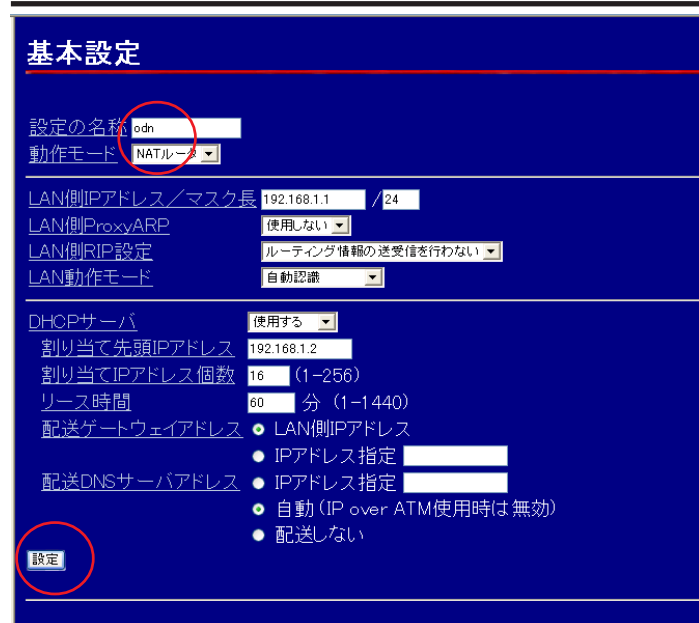 基本設定
設定の名称 odn
動作モード NATルータ
LAN側IPアドレス／マスク長 192.168.1.1 /24
LAN側ProxyARP 使用しない
LAN側RIP設定 ルーティング情報の送受信を行わない
LAN動作モード 自動認識
DHCPサーバ 使用する
割り当て先頭IPアドレス 192.168.1.2
割り当てIPアドレス個数 16 (1-256)
リース時間 60 分 (1-1440)
配送ゲートウェイアドレス LAN側IPアドレス
IPアドレス指定
配送DNSサーバアドレス IPアドレス指定
自動(IP over ATM使用時は無効)
配送しない
設定